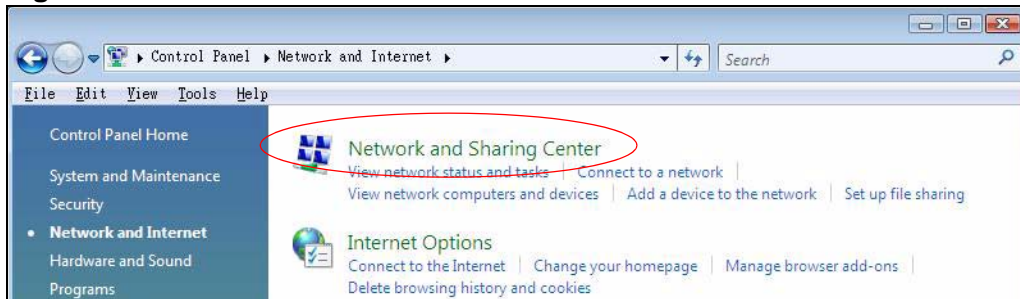 Control Panel Network and Internet Search
File Edit View Tools Help
Control Panel Home
System and Maintenance
Security
Network and Internet
Hardware and Sound
Programs
Network and Sharing Center
View network status and tasks Connect to a network
View network computers and devices Add a device to the network Set up file sharing
Internet Options
Connect to the Internet Change your homepage Manage browser add-ons
Delete browsing history and cookies